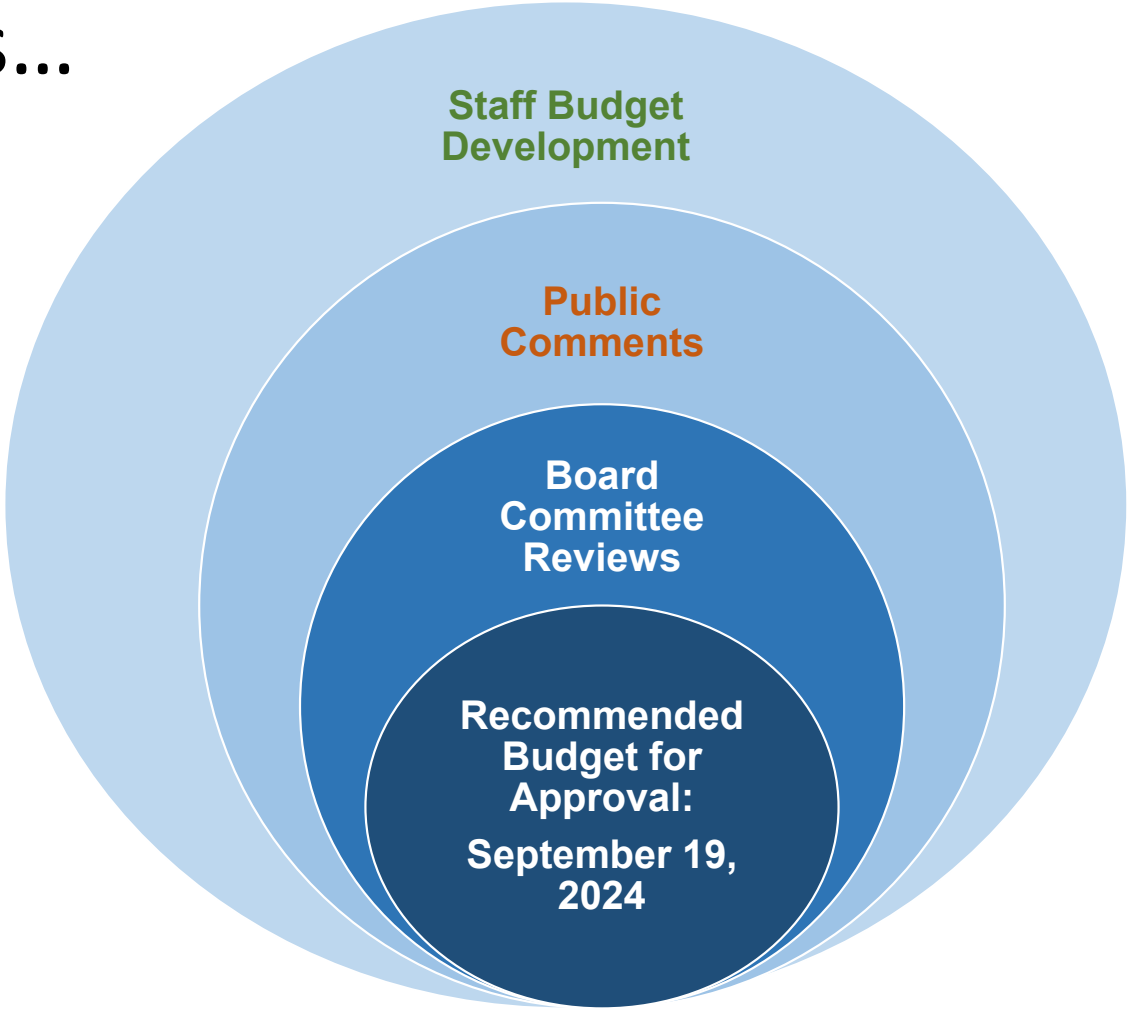 s...
Staff Budget
Development
Public
Comments
Board
Committee
Reviews
Recommended
Budget for
Approval:
September 19,
2024